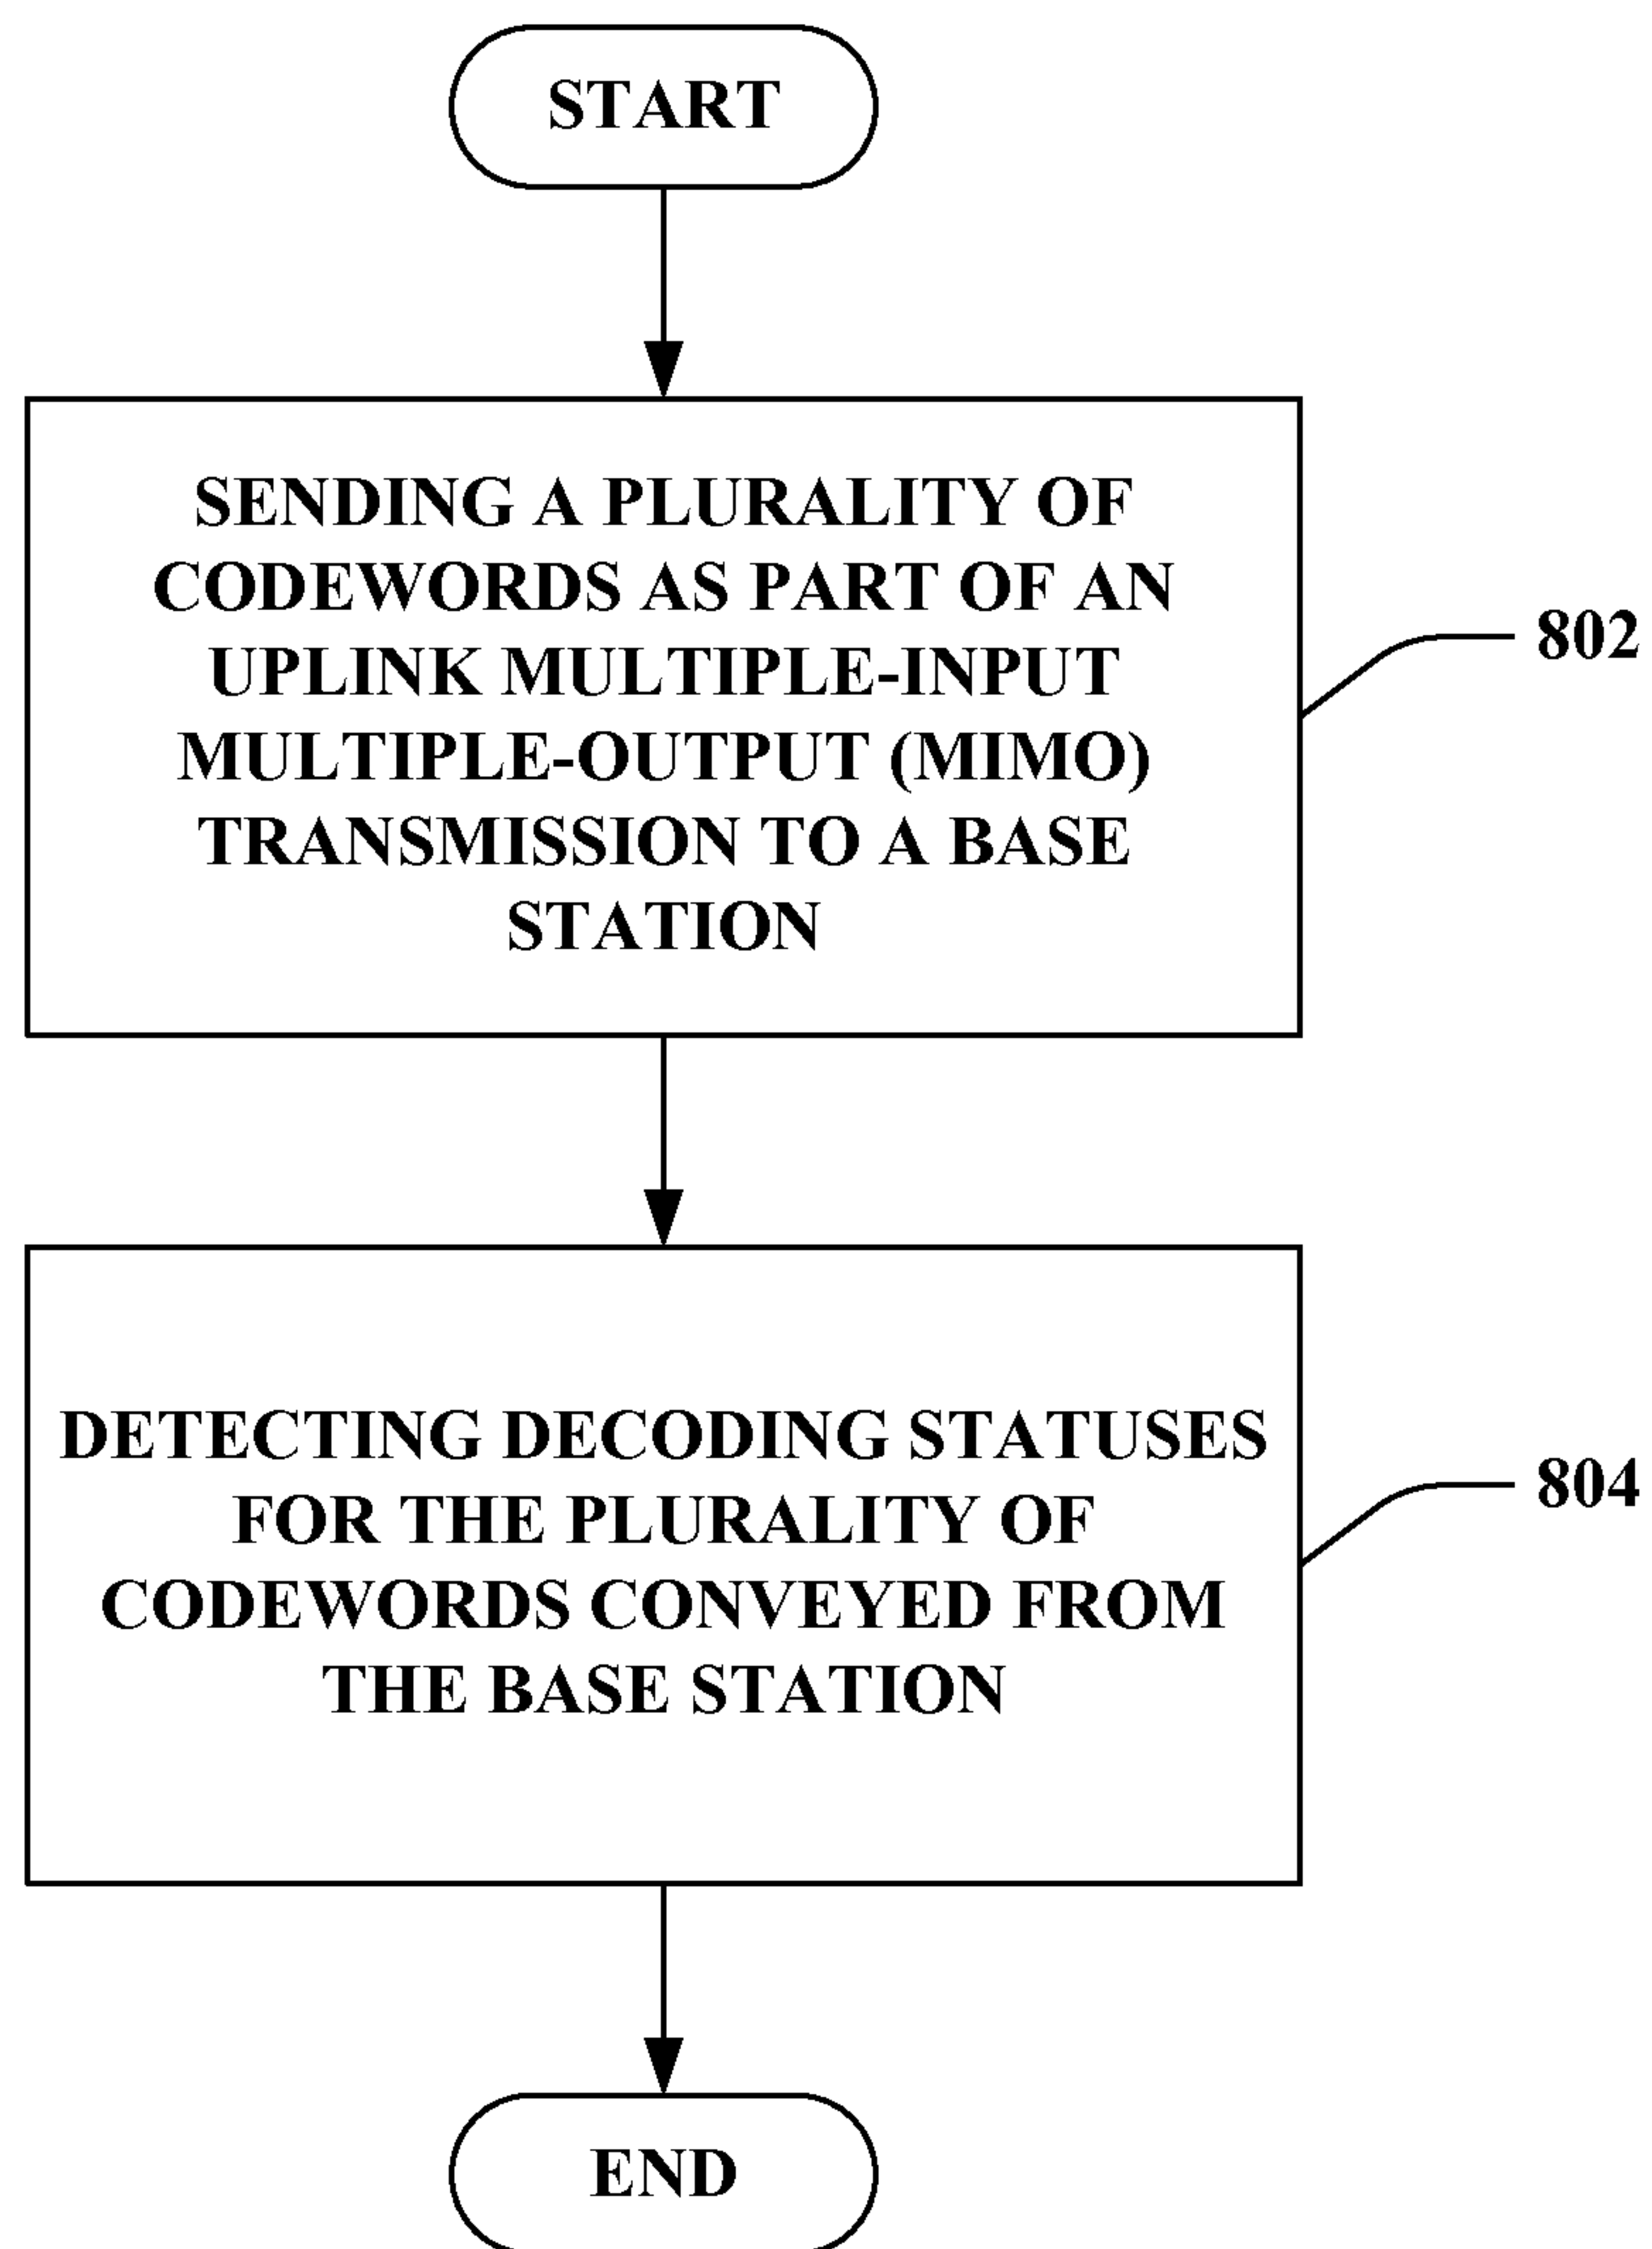 START
SENDING A PLURALITY OF
CODEWORDS AS PART OF AN
UPLINK MULTIPLE-INPUT
MULTIPLE-OUTPUT (MIMO)
TRANSMISSION TO A BASE
STATION
802
DETECTING DECODING STATUSES
FOR THE PLURALITY OF
CODEWORDS CONVEYED FROM
THE BASE STATION
804
END